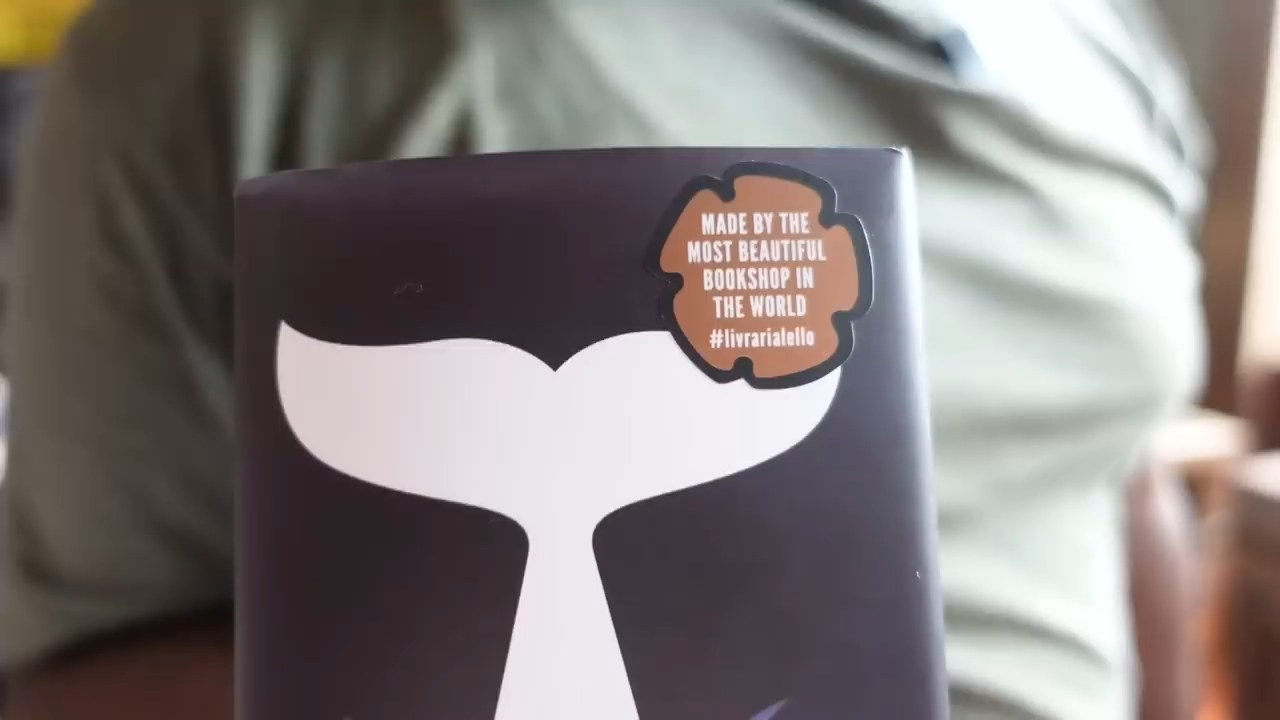 MADE BY THE
MOST BEAUTIFUL
BOOKSHOP IN
THE WORLD
#livrarialello